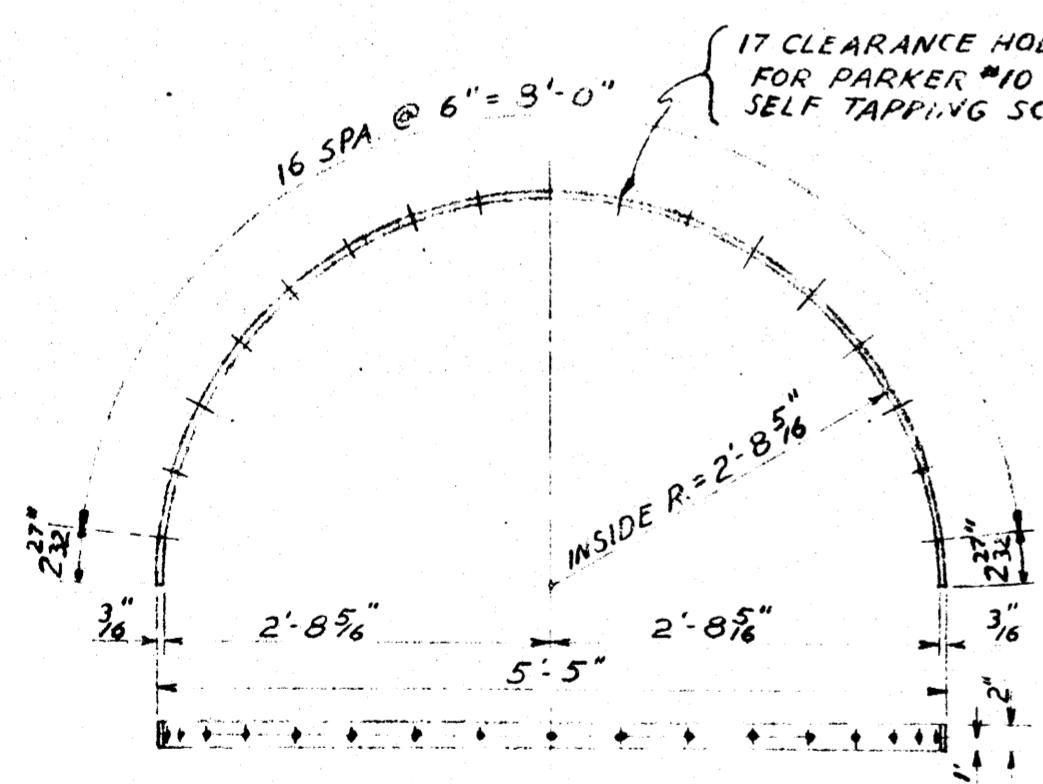 17 CLEARANCE HOL
FOR PARKER #10
SELF TAPPING SC
16 SPA. @ 6" = 8'-0"
INSIDE R. = 2'-8 5/16"
2 27/32"
2 27/32"
3/16"
2'-8 5/16"
2'-8 5/16"
3/16"
5'-5"
2"
1"